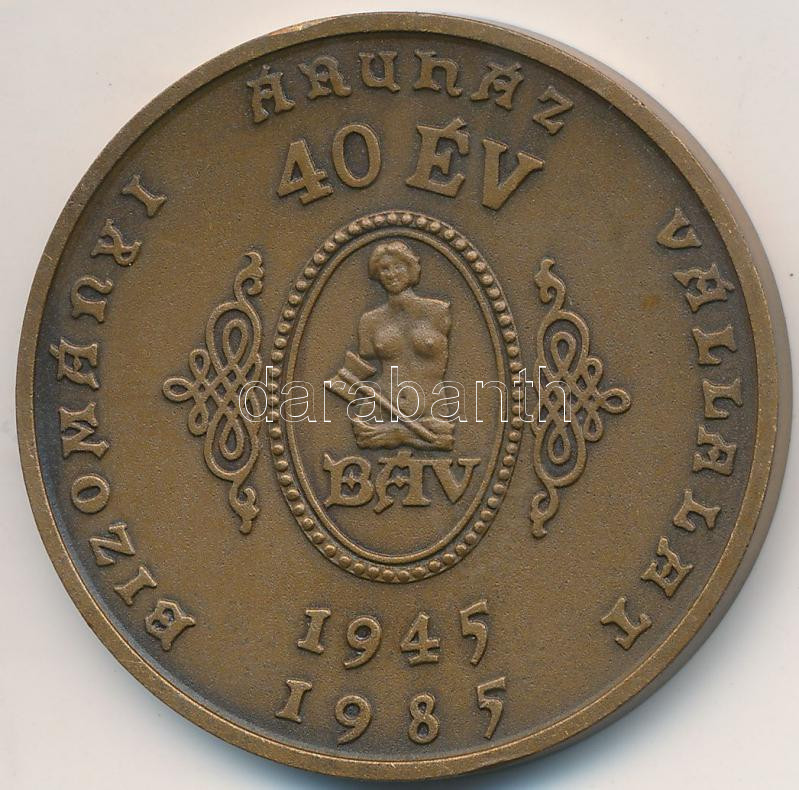 BIZOMÁNYI ÁRUHÁZ VÁLLALAT
40 ÉV
BÁV
1945
1985
darabanth